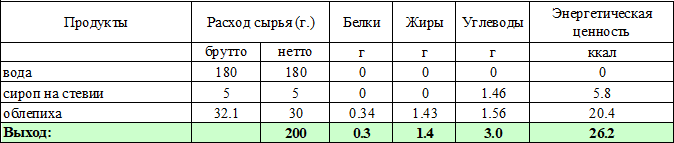 Продукты Расход сырья (г.) Белки Жиры Углеводы Энергетическая ценность
брутто нетто г г г ккал
вода 180 180 0 0 0 0
сироп на стевии 5 5 0 0 1.46 5.8
облепиха 32.1 30 0.34 1.43 1.56 20.4
Выход: 200 0.3 1.4 3.0 26.2